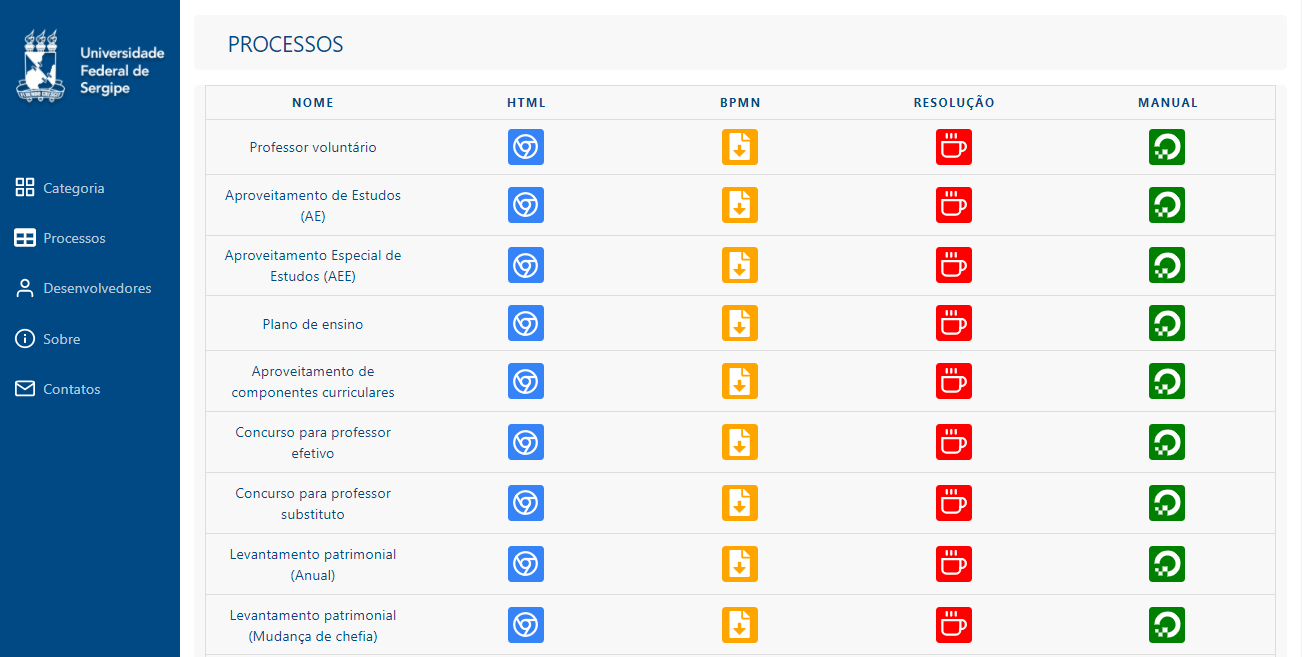 Universidade
Federal de
Sergipe
Categoria
Processos
Desenvolvedores
Sobre
Contatos
PROCESSOS
NOME HTML BPMN RESOLUÇÃO MANUAL
Professor voluntário
Aproveitamento de Estudos
(AE)
Aproveitamento Especial de
Estudos (AEE)
Plano de ensino
Aproveitamento de
componentes curriculares
Concurso para professor
efetivo
Concurso para professor
substituto
Levantamento patrimonial
(Anual)
Levantamento patrimonial
(Mudança de chefia)